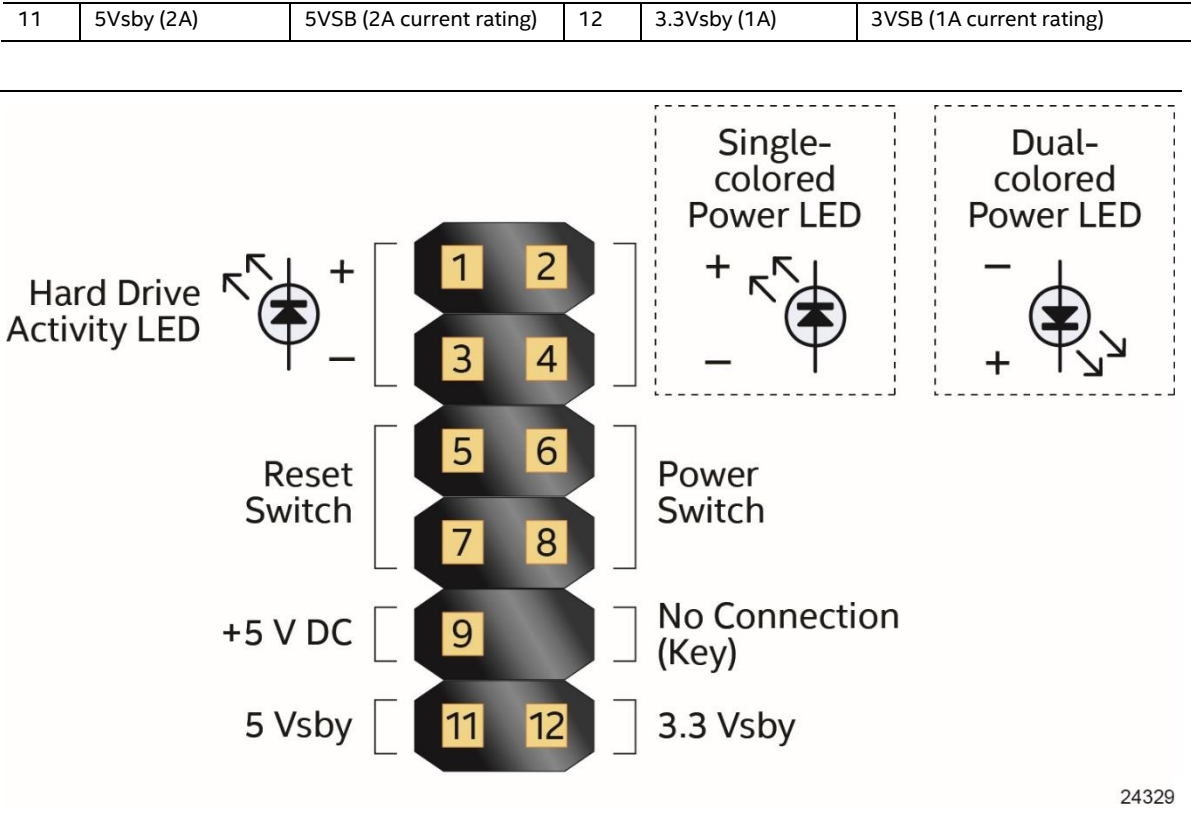 11 5Vsby (2A) 5VSB (2A current rating) 12 3.3Vsby (1A) 3VSB (1A current rating)
Single-
colored
Power LED
Dual-
colored
Power LED
Hard Drive
Activity LED
+
−
1 2
3 4
+
−
−
+
Reset
Switch
5 6
7 8
Power
Switch
+5 V DC
9
No Connection
(Key)
5 Vsby
11 12
3.3 Vsby
24329